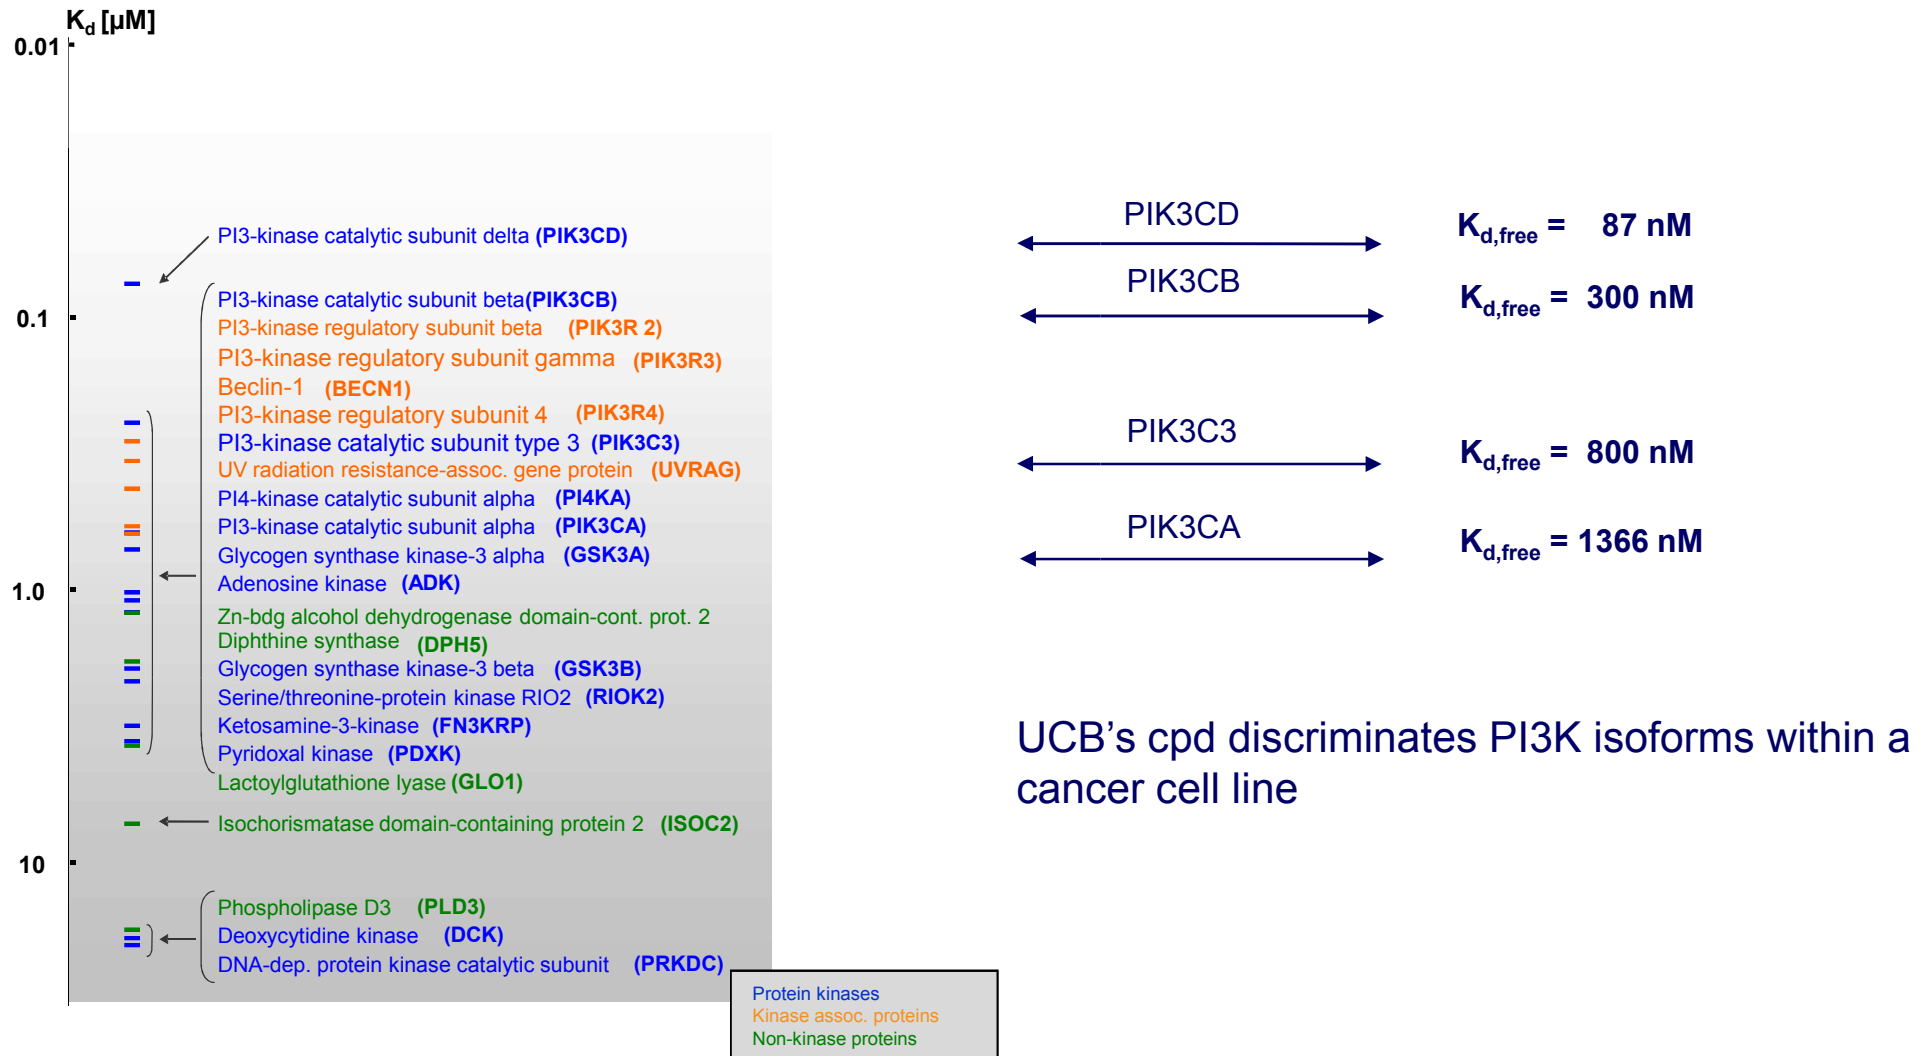 Kd [µM]
0.01
0.1
1.0
10
PI3-kinase catalytic subunit delta (PIK3CD)
PI3-kinase catalytic subunit beta(PIK3CB)
PI3-kinase regulatory subunit beta (PIK3R 2)
PI3-kinase regulatory subunit gamma (PIK3R3)
Beclin-1 (BECN1)
PI3-kinase regulatory subunit 4 (PIK3R4)
PI3-kinase catalytic subunit type 3 (PIK3C3)
UV radiation resistance-assoc. gene protein (UVRAG)
PI4-kinase catalytic subunit alpha (PI4KA)
PI3-kinase catalytic subunit alpha (PIK3CA)
Glycogen synthase kinase-3 alpha (GSK3A)
Adenosine kinase (ADK)
Zn-bdg alcohol dehydrogenase domain-cont. prot. 2
Diphthine synthase (DPH5)
Glycogen synthase kinase-3 beta (GSK3B)
Serine/threonine-protein kinase RIO2 (RIOK2)
Ketosamine-3-kinase (FN3KRP)
Pyridoxal kinase (PDXK)
Lactoylglutathione lyase (GLO1)
Isochorismatase domain-containing protein 2 (ISOC2)
Phospholipase D3 (PLD3)
Deoxycytidine kinase (DCK)
DNA-dep. protein kinase catalytic subunit (PRKDC)
Protein kinases
Kinase assoc. proteins
Non-kinase proteins
PIK3CD Kd,free = 87 nM
PIK3CB Kd,free = 300 nM
PIK3C3 Kd,free = 800 nM
PIK3CA Kd,free = 1366 nM
UCB's cpd discriminates PI3K isoforms within a
cancer cell line